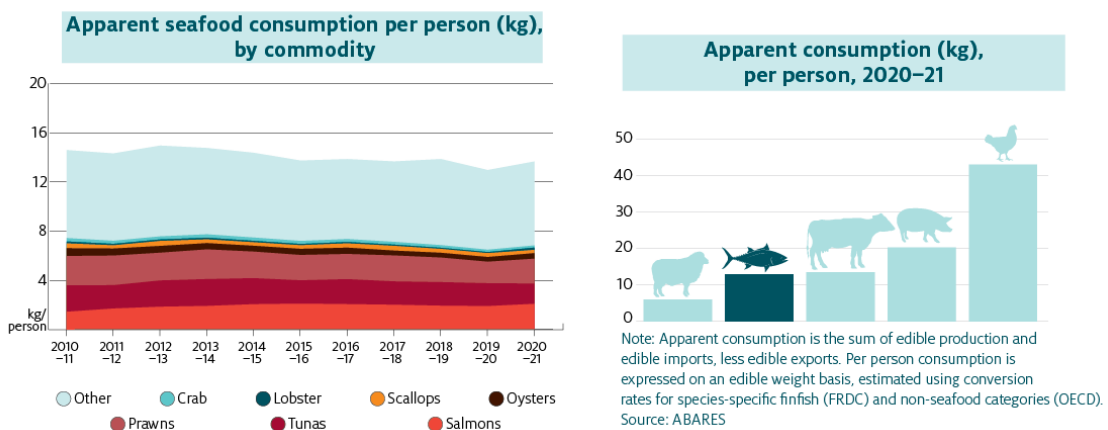 Apparent seafood consumption per person (kg),
by commodity
20
16
12
8
4
kg/
person
2010 2011 2012 2013 2014 2015 2016 2017 2018 2019 2020
–11 –12 –13 –14 –15 –16 –17 –18 –19 –20 –21
Other Crab Lobster Scallops Oysters
Prawns Tunas Salmons
Apparent consumption (kg),
per person, 2020–21
50
40
30
20
10
0
Note: Apparent consumption is the sum of edible production and
edible imports, less edible exports. Per person consumption is
expressed on an edible weight basis, estimated using conversion
rates for species-specific finfish (FRDC) and non-seafood categories (OECD).
Source: ABARES